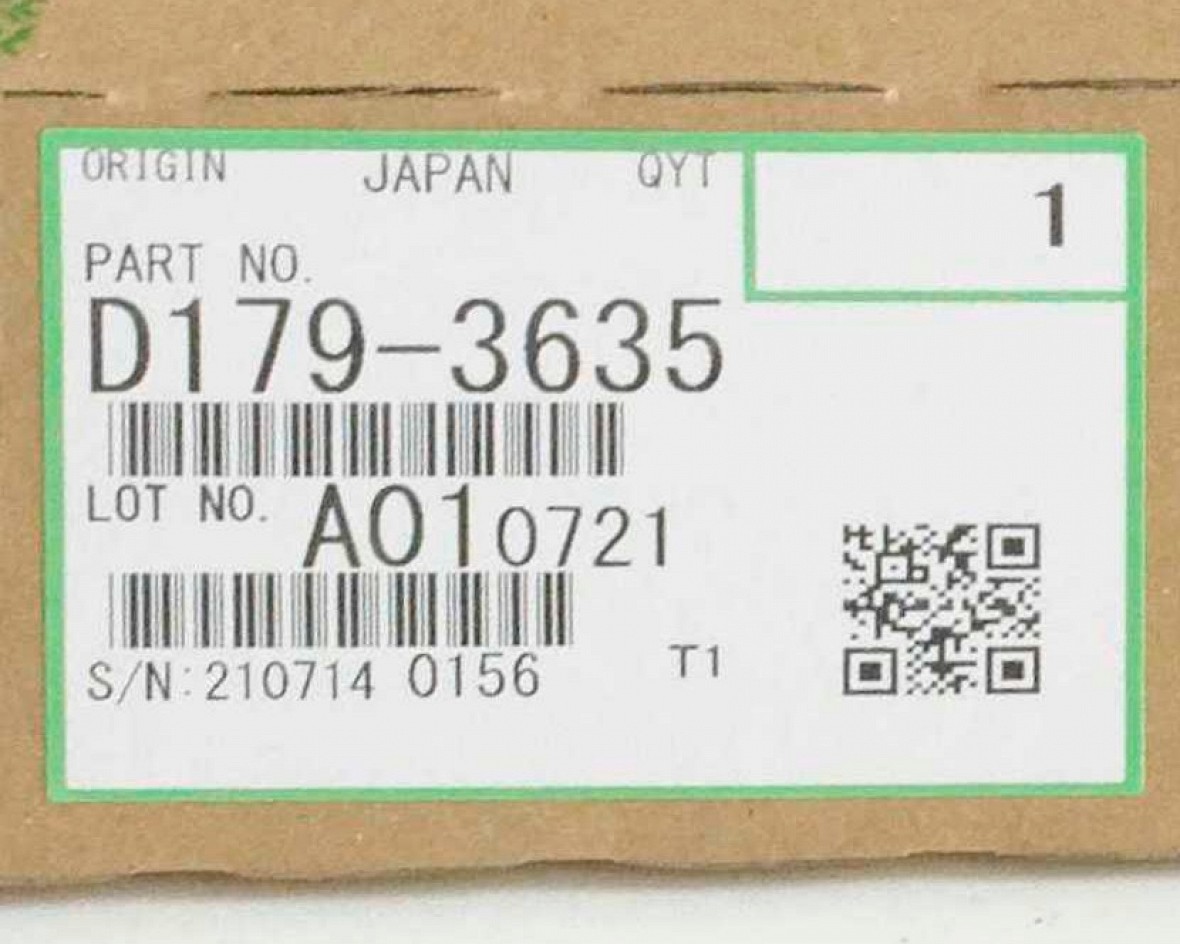 ORIGIN JAPAN QYT 1
PART NO.
D179-3635
LOT NO. A010721
S/N:210714 0156 T1